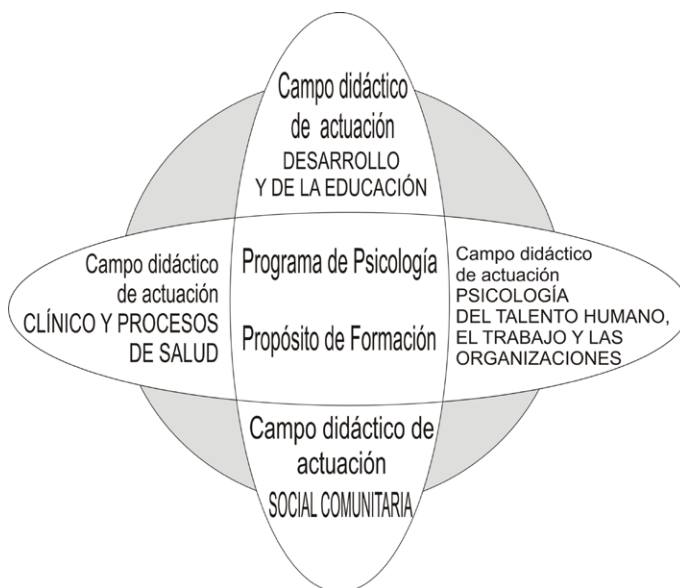 Campo didáctico
de actuación
DESARROLLO
Y DE LA EDUCACIÓN
Campo didáctico
de actuación
CLÍNICO Y PROCESOS
DE SALUD
Programa de Psicología
Propósito de Formación
Campo didáctico
de actuación
PSICOLOGÍA
DEL TALENTO HUMANO,
EL TRABAJO Y LAS
ORGANIZACIONES
Campo didáctico de
actuación
SOCIAL COMUNITARIA